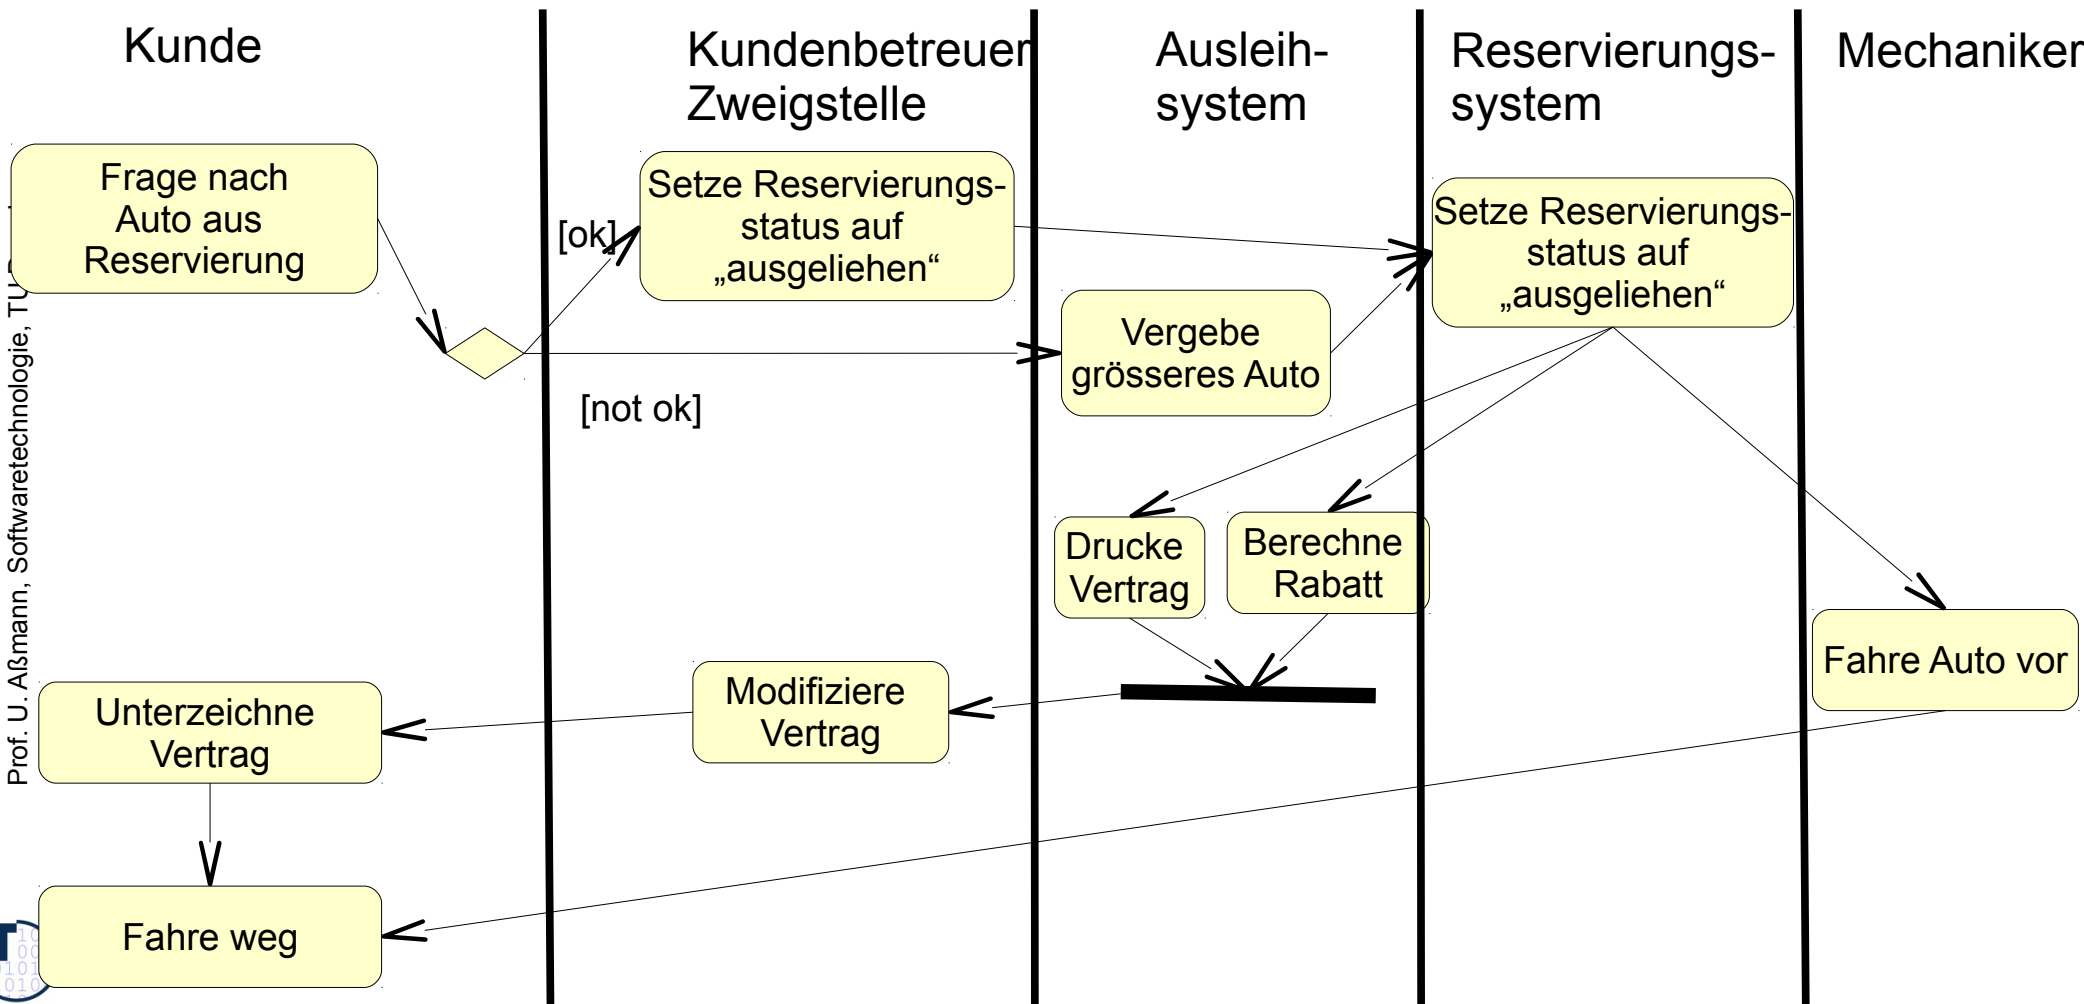 Kunde
Kundenbetreuer
Zweigstelle
Ausleih-
system
Reservierungs-
system
Mechaniker
Frage nach
Auto aus
Reservierung
[ok]
Setze Reservierungs-
status auf
„ausgeliehen“
Setze Reservierungs-
status auf
„ausgeliehen“
Vergebe
grösseres Auto
[not ok]
Drucke
Vertrag
Berechne
Rabatt
Fahre Auto vor
Modifiziere
Vertrag
Unterzeichne
Vertrag
Fahre weg
Prof. U. Aßmann, Softwaretechnologie, TU